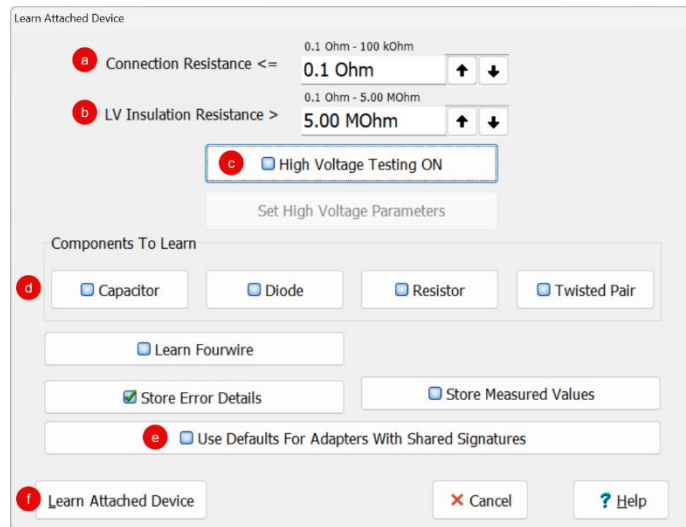 Learn Attached Device
0.1 Ohm - 100 kOhm
a Connection Resistance <= 0.1 Ohm
0.1 Ohm - 5.00 MOhm
b LV Insulation Resistance > 5.00 MOhm
c High Voltage Testing ON
Set High Voltage Parameters
Components To Learn
d Capacitor Diode Resistor Twisted Pair
Learn Fourwire
Store Error Details Store Measured Values
e Use Defaults For Adapters With Shared Signatures
f Learn Attached Device Cancel ? Help